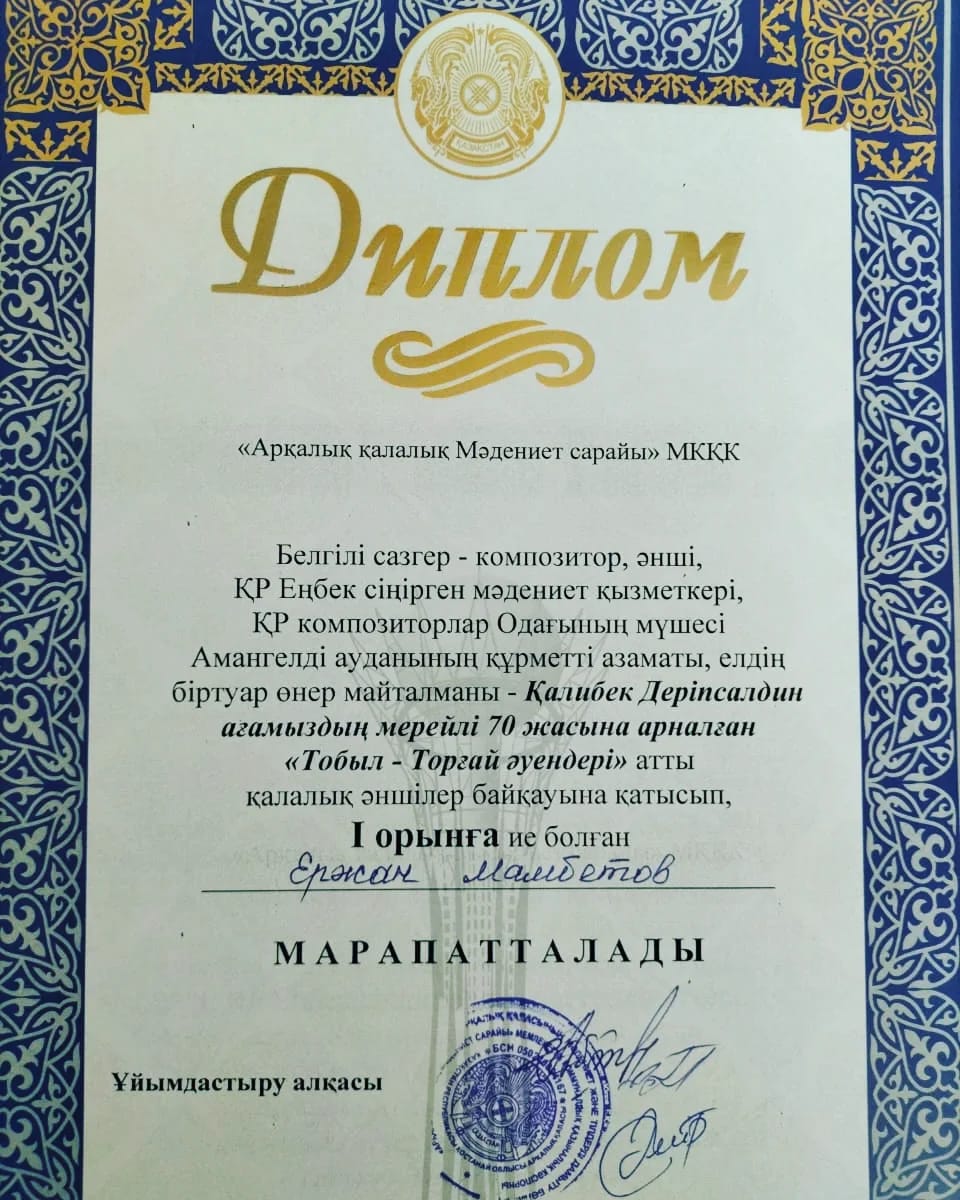 ҚАЗАҚСТАН
Диплом
«Арқалық қалалық Мәдениет сарайы» МКҚК
Белгілі сазгер - композитор, әнші,
ҚР Еңбек сіңірген мәдениет қызметкері,
ҚР композиторлар Одағының мүшесі
Амангелді ауданының құрметті азаматы, елдің
біртуар өнер майталманы - Қалибек Деріпсалдин
ағамыздың мерейлі 70 жасына арналған
«Тобыл - Торғай әуендері» атты
қалалық әншілер байқауына қатысып,
І орынға ие болған
Ержан Мамбетов
МАРАПАТТАЛАДЫ
Ұйымдастыру алқасы